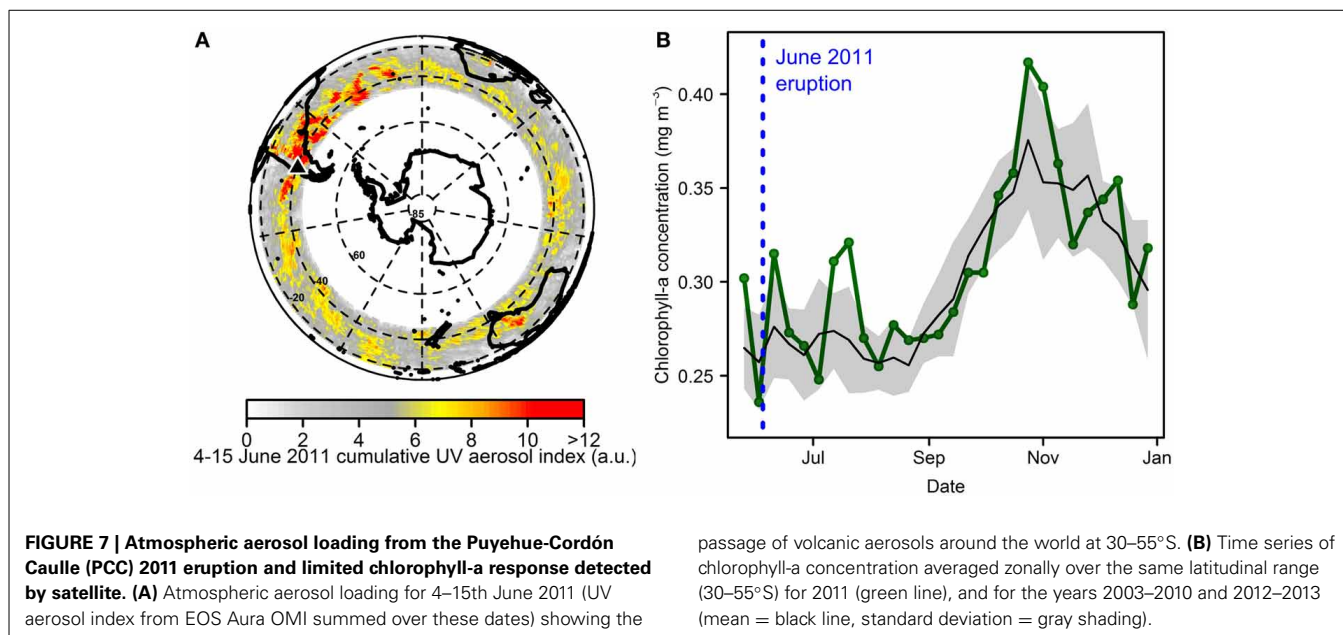 A
-85
60
-40
-20
0 2 4 6 8 10 >12
4-15 June 2011 cumulative UV aerosol index (a.u.)
B
June 2011
eruption
Chlorophyll-a concentration (mg m⁻³)
0.40
0.35
0.30
0.25
Jul Sep Nov Jan
Date
FIGURE 7 | Atmospheric aerosol loading from the Puyehue-Cordón
Caulle (PCC) 2011 eruption and limited chlorophyll-a response detected
by satellite. (A) Atmospheric aerosol loading for 4–15th June 2011 (UV
aerosol index from EOS Aura OMI summed over these dates) showing the
passage of volcanic aerosols around the world at 30–55°S. (B) Time series of
chlorophyll-a concentration averaged zonally over the same latitudinal range
(30–55°S) for 2011 (green line), and for the years 2003–2010 and 2012–2013
(mean = black line, standard deviation = gray shading).